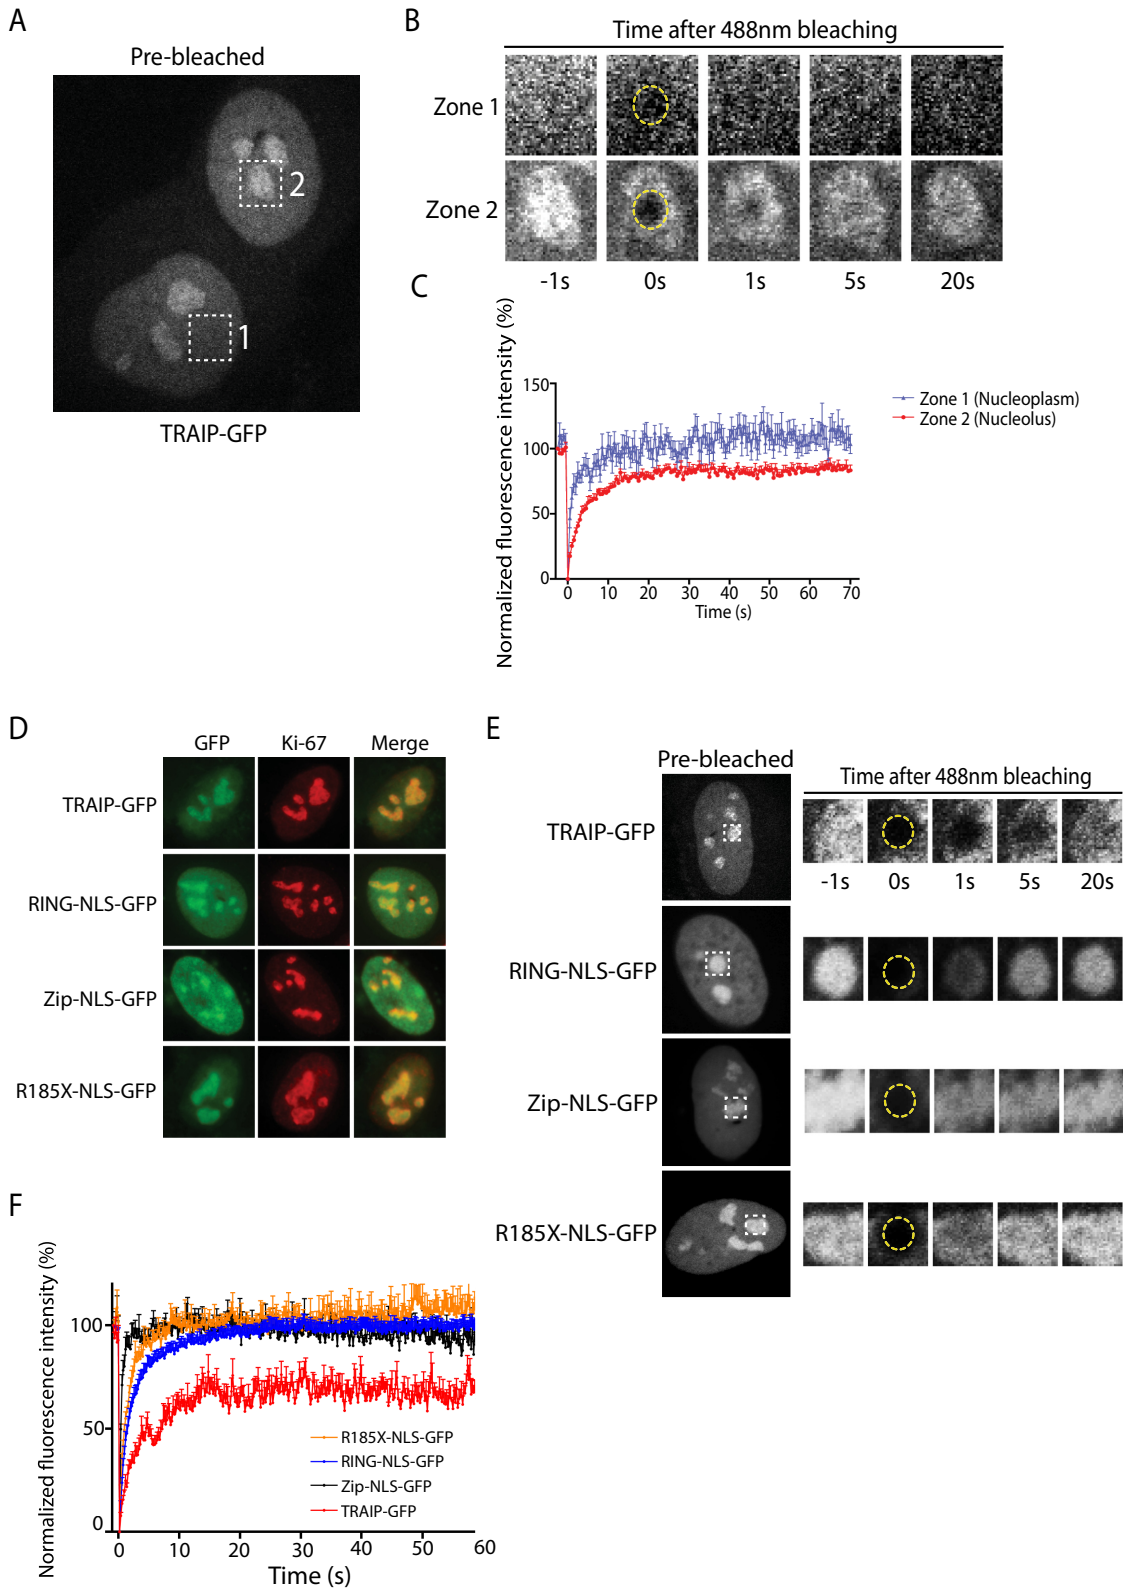 A
Pre-bleached
2
1
TRAIP-GFP
B
Time after 488nm bleaching
Zone 1
Zone 2
-1s 0s 1s 5s 20s
C
Normalized fluorescence intensity (%)
150
100
50
0
0 10 20 30 40 50 60 70
Time (s)
Zone 1 (Nucleoplasm)
Zone 2 (Nucleolus)
D
GFP Ki-67 Merge
TRAIP-GFP
RING-NLS-GFP
Zip-NLS-GFP
R185X-NLS-GFP
E
Pre-bleached
Time after 488nm bleaching
TRAIP-GFP
-1s 0s 1s 5s 20s
RING-NLS-GFP
Zip-NLS-GFP
R185X-NLS-GFP
F
Normalized fluorescence intensity (%)
100
50
0
0 10 20 30 40 50 60
Time (s)
R185X-NLS-GFP
RING-NLS-GFP
Zip-NLS-GFP
TRAIP-GFP